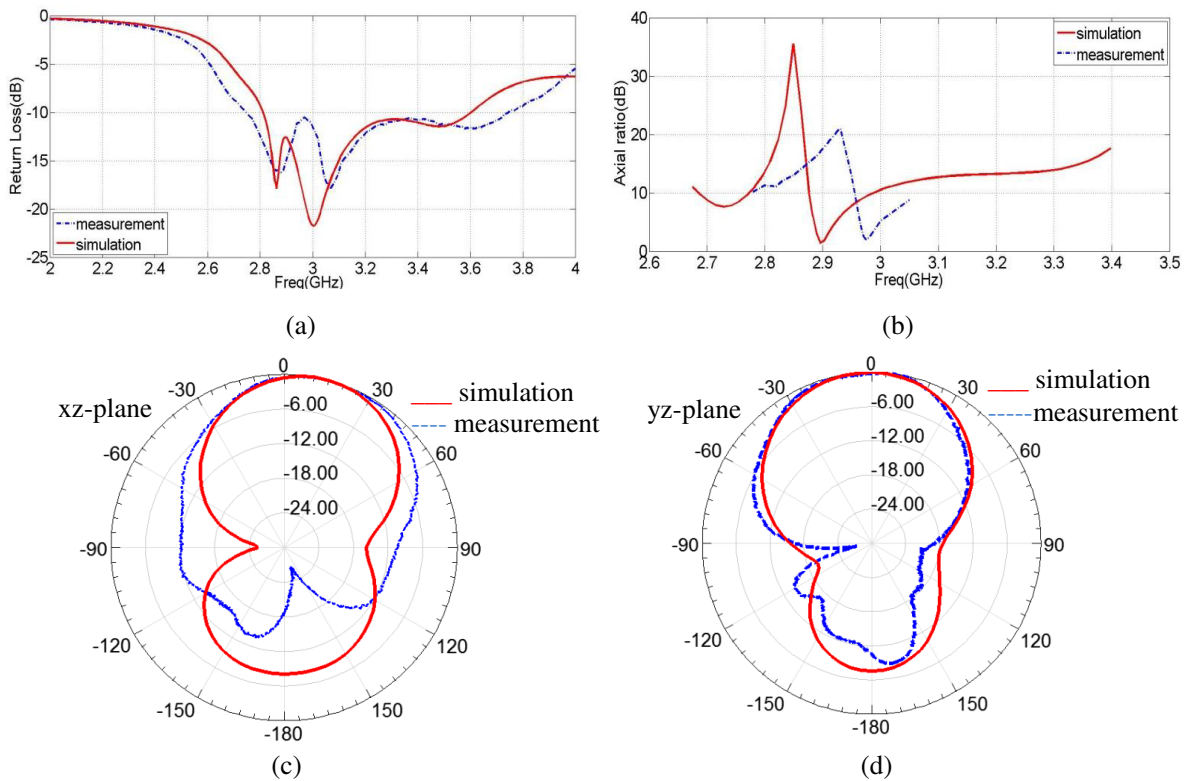 0
-5
-10
-15
-20
-25
Return Loss(dB)
measurement
simulation
2 2.2 2.4 2.6 2.8 3 3.2 3.4 3.6 3.8 4
Freq(GHz)
(a)
40
30
20
10
0
Axial ratio(dB)
simulation
measurement
2.6 2.7 2.8 2.9 3 3.1 3.2 3.3 3.4 3.5
Freq(GHz)
(b)
xz-plane
simulation
measurement
0
-30 30
-6.00
-60 -12.00 60
-18.00
-24.00
-90 90
-120 120
-150 150
-180
(c)
yz-plane
simulation
measurement
0
-30 30
-6.00
-60 -12.00 60
-18.00
-24.00
-90 90
-120 120
-150 150
-180
(d)